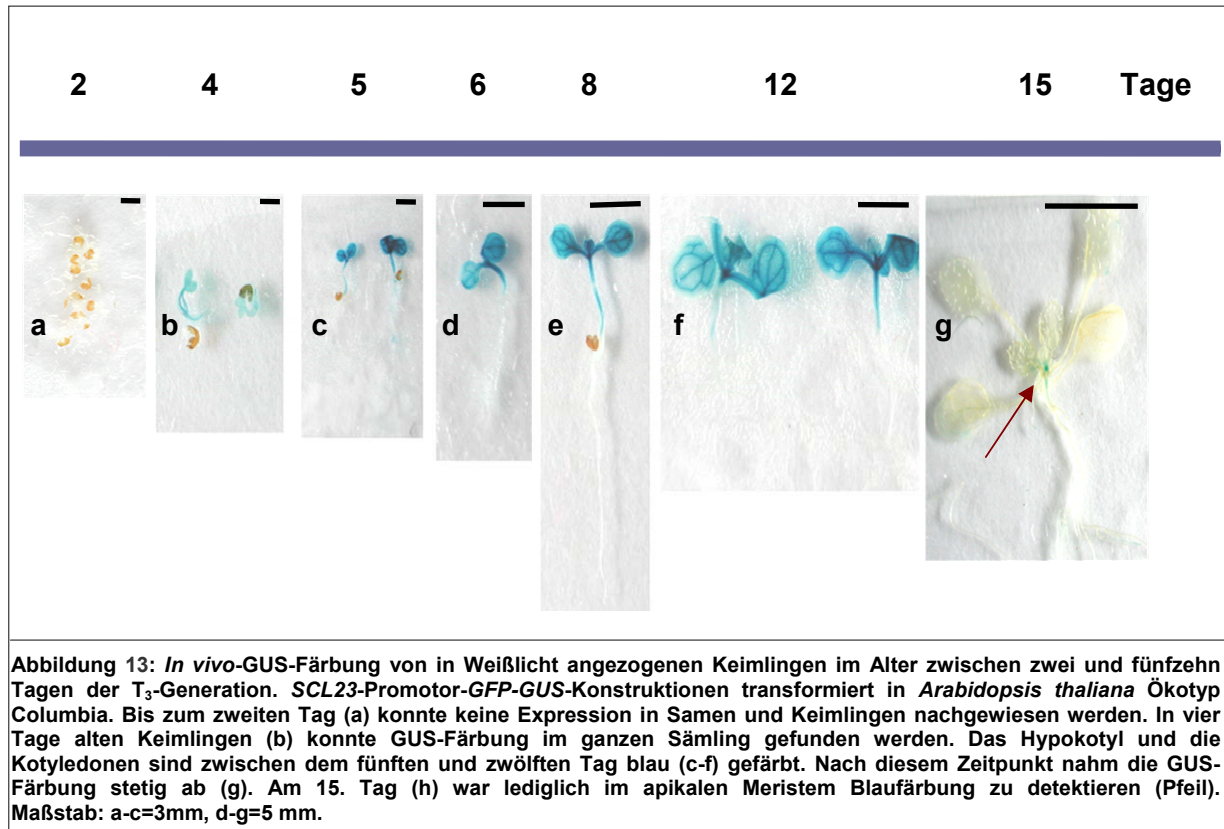 2 4 5 6 8 12 15 Tage
a b c d e f g
Abbildung 13: In vivo-GUS-Färbung von in Weißlicht angezogenen Keimlingen im Alter zwischen zwei und fünfzehn
Tagen der T₃-Generation. SCL23-Promotor-GFP-GUS-Konstruktionen transformiert in Arabidopsis thaliana Ökotyp
Columbia. Bis zum zweiten Tag (a) konnte keine Expression in Samen und Keimlingen nachgewiesen werden. In vier
Tage alten Keimlingen (b) konnte GUS-Färbung im ganzen Sämling gefunden werden. Das Hypokotyl und die
Kotyledonen sind zwischen dem fünften und zwölften Tag blau (c-f) gefärbt. Nach diesem Zeitpunkt nahm die GUS-
Färbung stetig ab (g). Am 15. Tag (h) war lediglich im apikalen Meristem Blaufärbung zu detektieren (Pfeil).
Maßstab: a-c=3mm, d-g=5 mm.